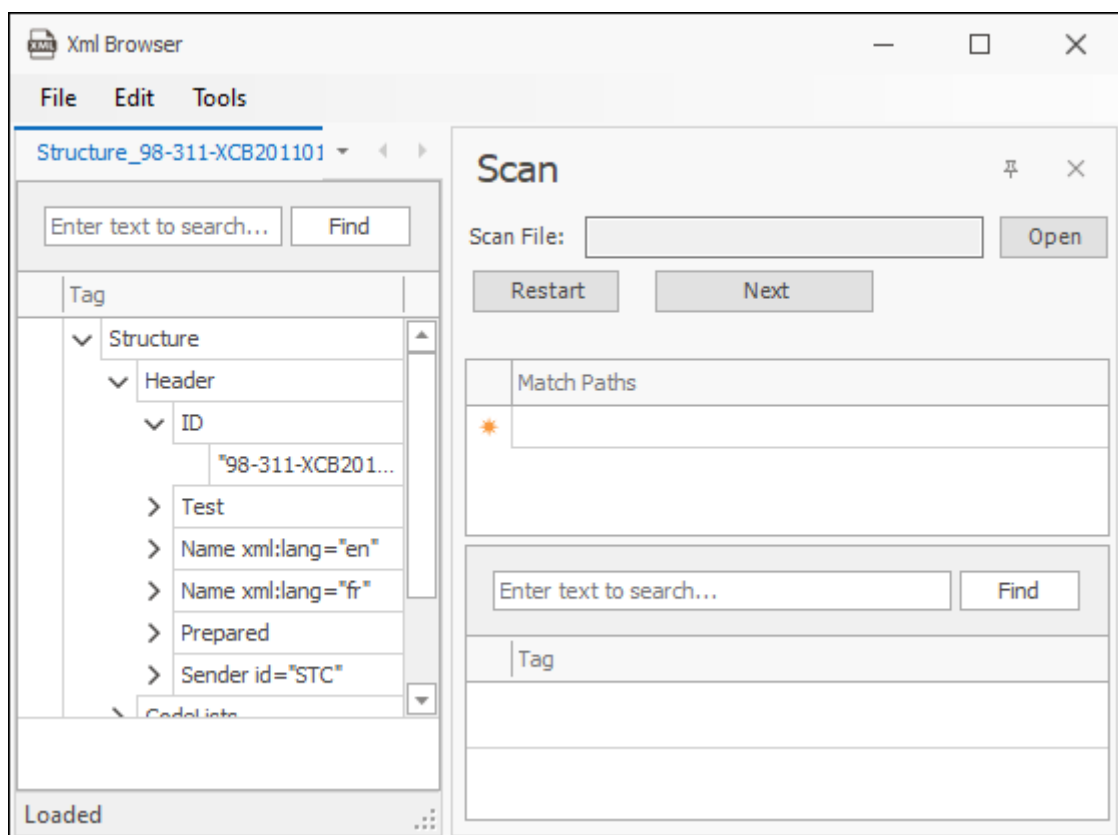 XML
Xml Browser
File Edit Tools
Structure_98-311-XCB201101
Enter text to search... Find
Tag
Structure
Header
ID
"98-311-XCB201...
Test
Name xml:lang="en"
Name xml:lang="fr"
Prepared
Sender id="STC"
CodeLists
Loaded
Scan
Scan File: Open
Restart Next
Match Paths
Enter text to search... Find
Tag